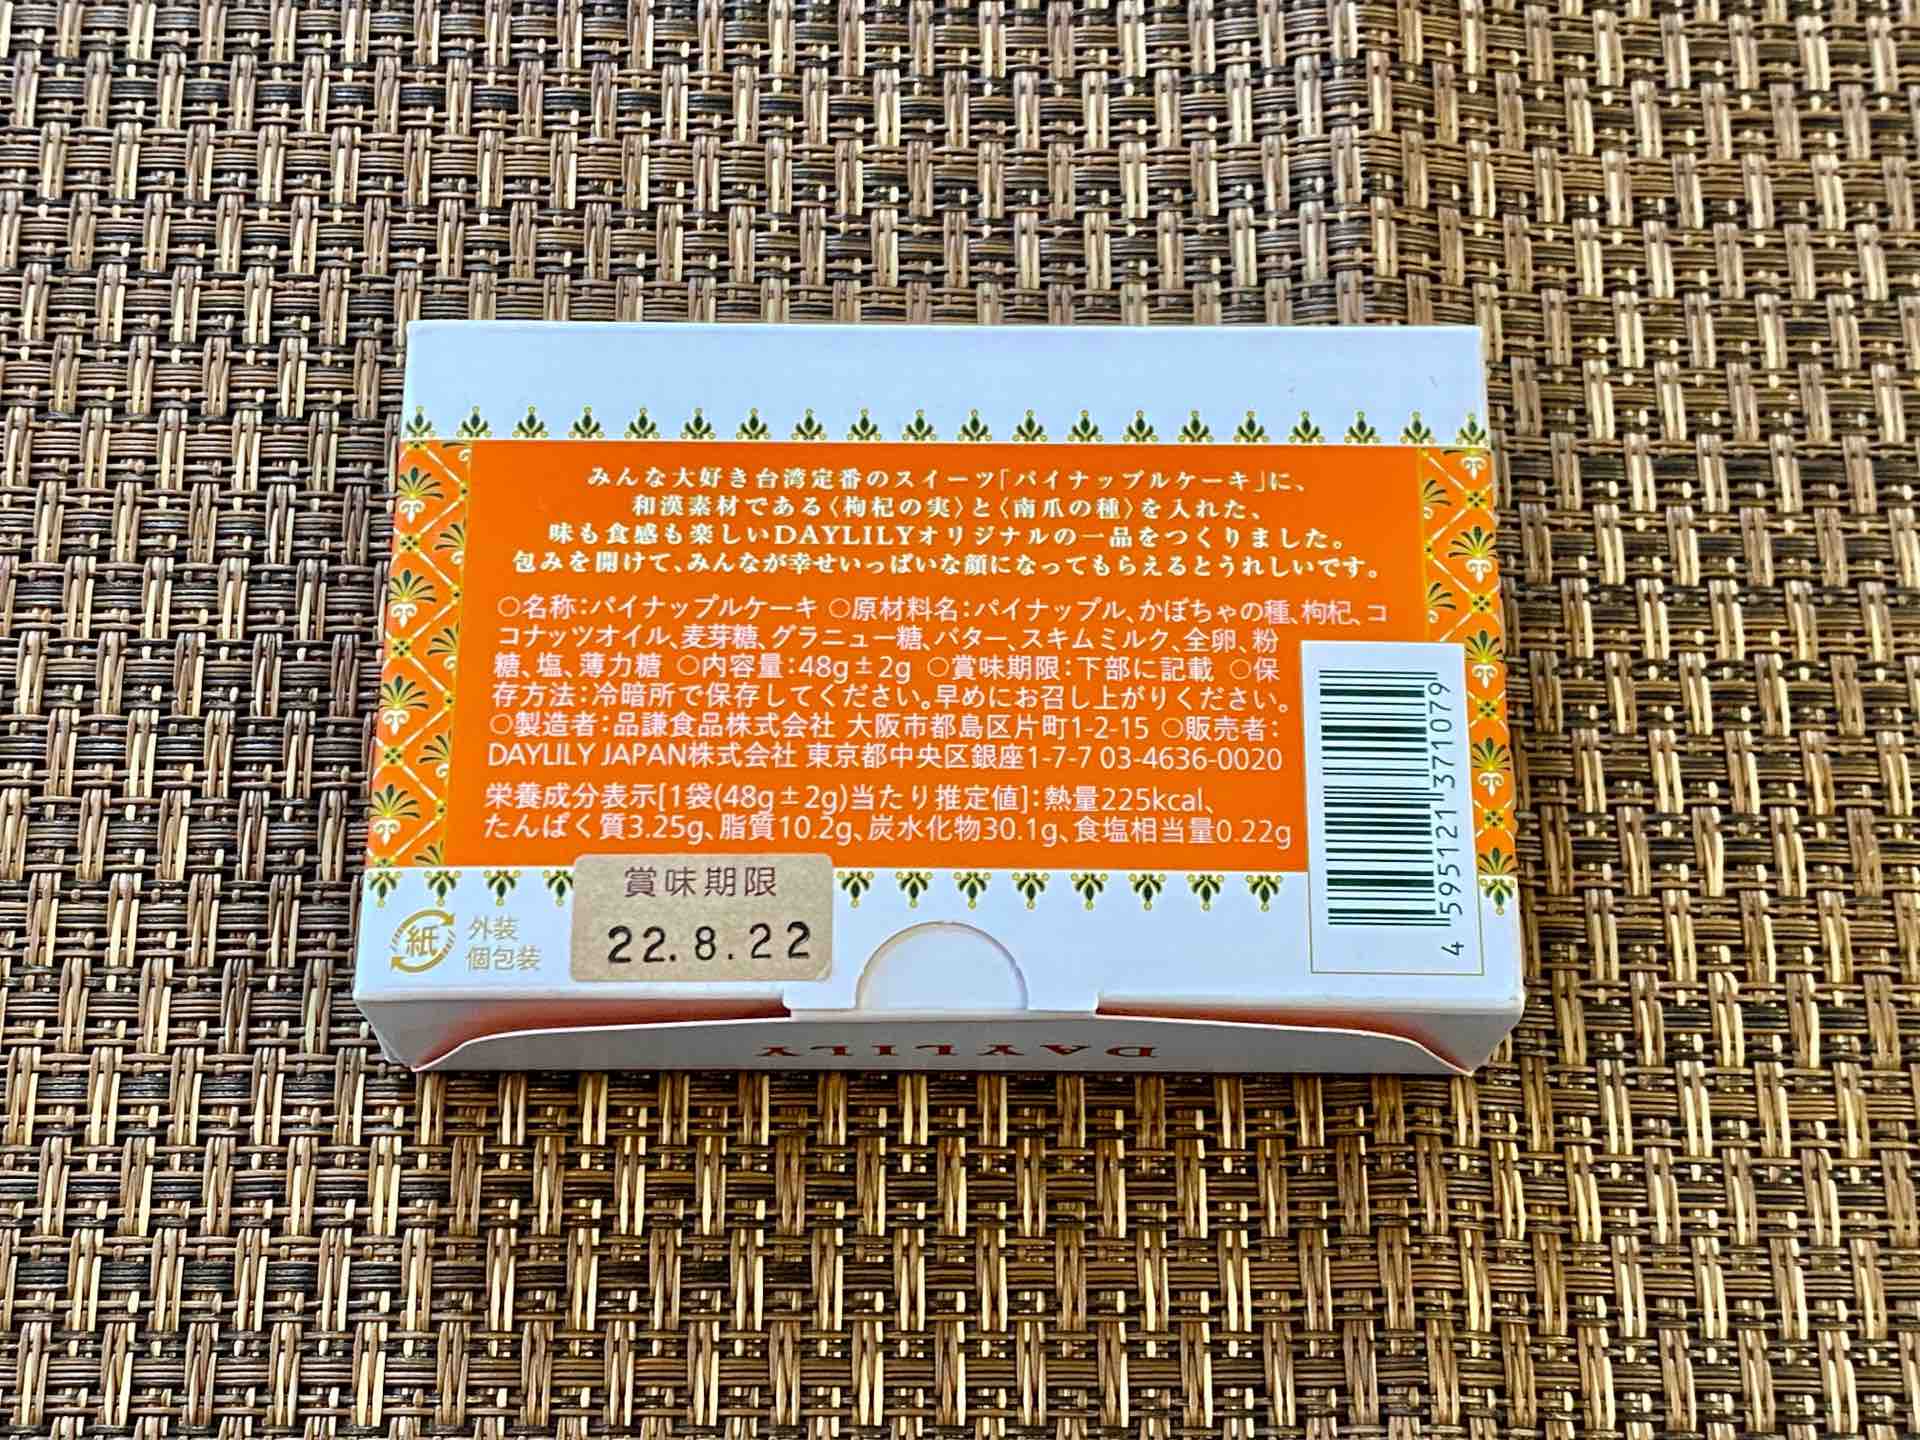 みんな大好き台湾定番のスイーツ「パイナップルケーキ」に、
和漢素材である〈枸杞の実〉と〈南瓜の種〉を入れた、
味も食感も楽しいDAYLILYオリジナルの一品をつくりました。
包みを開けて、みんなが幸せいっぱいな顔になってもらえるとうれしいです。
○名称：パイナップルケーキ ○原材料名：パイナップル、かぼちゃの種、枸杞、コ
コナッツオイル、麦芽糖、グラニュー糖、バター、スキムミルク、全卵、粉
糖、塩、薄力糖 ○内容量：48g±2g ○賞味期限：下部に記載 ○保
存方法：冷暗所で保存してください。早めにお召し上がりください。
○製造者：品謙食品株式会社 大阪市都島区片町1-2-15 ○販売者：
DAYLILY JAPAN株式会社 東京都中央区銀座1-7-7 03-4636-0020
栄養成分表示[1袋(48g±2g)当たり推定値]：熱量225kcal、
たんぱく質3.25g、脂質10.2g、炭水化物30.1g、食塩相当量0.22g
4 595121 371079
紙
外装
個包装
賞味期限
22.8.22
DAYLILY